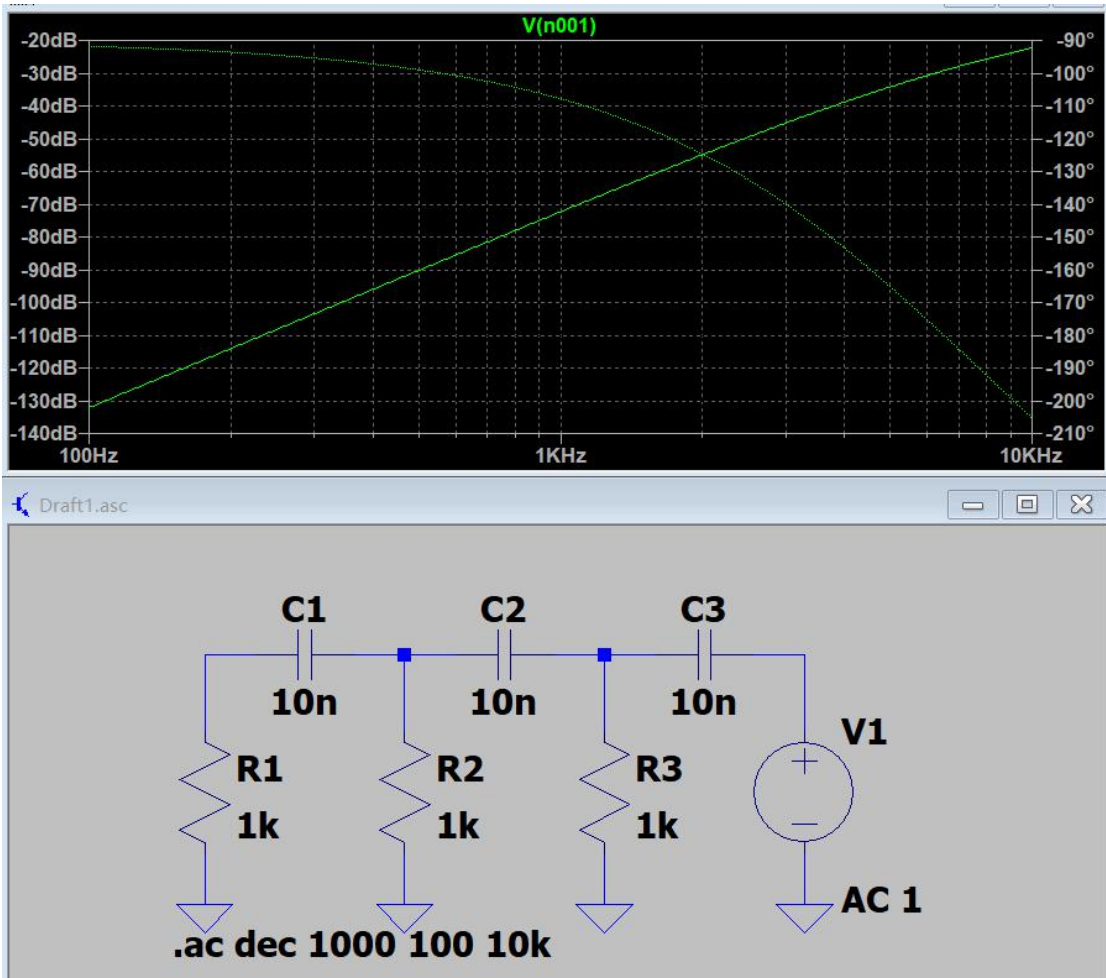 V(n001)
-20dB -90°
-30dB -100°
-40dB -110°
-50dB -120°
-60dB -130°
-70dB -140°
-80dB -150°
-90dB -160°
-100dB -170°
-110dB -180°
-120dB -190°
-130dB -200°
-140dB -210°
100Hz 1KHz 10KHz
Draft1.asc
C1 C2 C3
10n 10n 10n
V1
R1 R2 R3
1k 1k 1k
AC 1
.ac dec 1000 100 10k